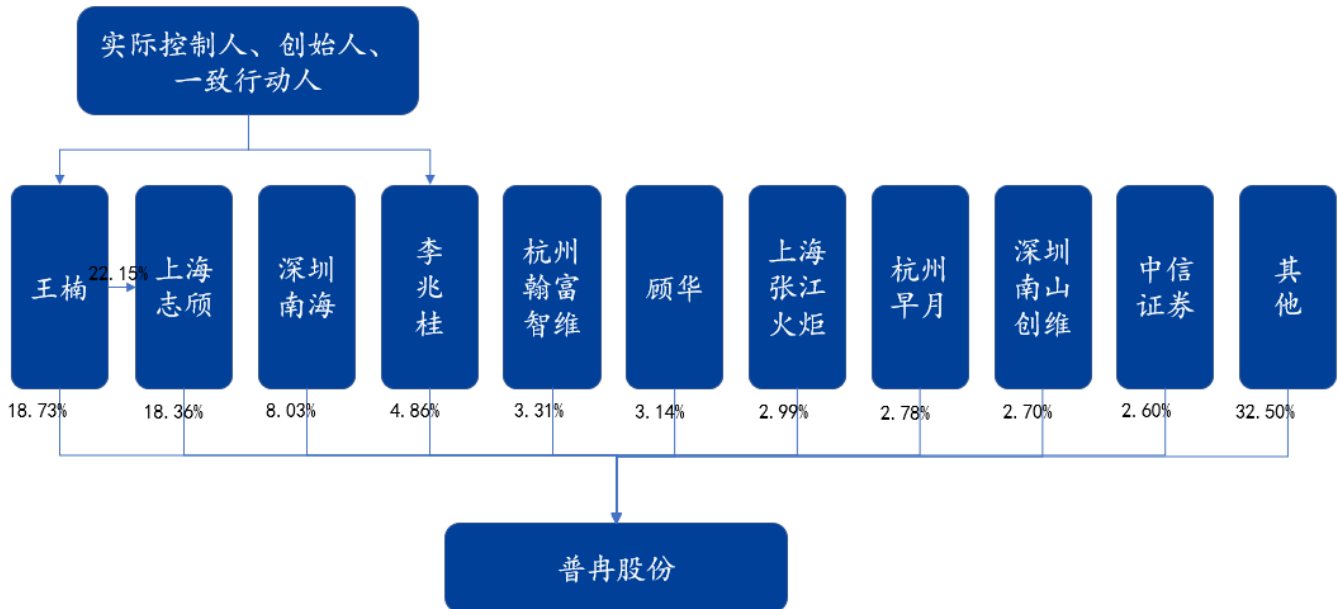 实际控制人、创始人、
一致行动人
王楠
22.15%
上海
志颀
深圳
南海
李
兆
桂
杭州
翰富
智维
顾华
上海
张江
火炬
杭州
早月
深圳
南山
创维
中信
证券
其
他
18.73%
18.36%
8.03%
4.86%
3.31%
3.14%
2.99%
2.78%
2.70%
2.60%
32.50%
普冉股份